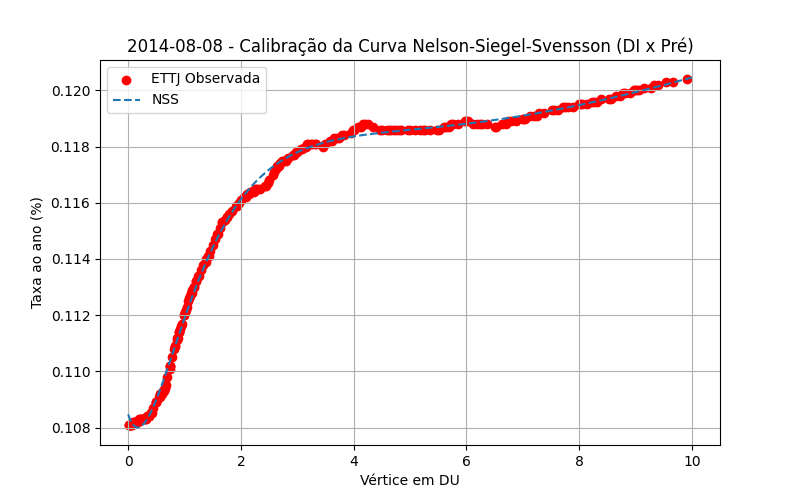 2014-08-08 - Calibração da Curva Nelson-Siegel-Svensson (DI x Pré)
ETTJ Observada
NSS
Taxa ao ano (%)
0.120
0.118
0.116
0.114
0.112
0.110
0.108
0 2 4 6 8 10
Vértice em DU